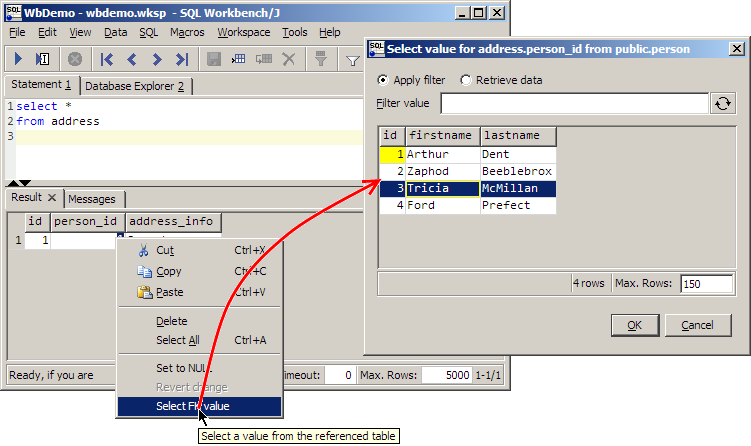 WbDemo - wbdemo.wksp - SQL Workbench/J
File Edit View Data SQL Macros Workspace Tools Help
Statement 1 Database Explorer 2
1 select *
2 from address
3
Result Messages
id person_id address_info
1 1
Cut Ctrl+X
Copy Ctrl+C
Paste Ctrl+V
Delete
Select All Ctrl+A
Set to NULL
Revert change
Select FK value
Select a value from the referenced table
Ready, if you are
Timeout: 0 Max. Rows: 5000 1-1/1
Select value for address.person_id from public.person
Apply filter Retrieve data
Filter value
id firstname lastname
1 Arthur Dent
2 Zaphod Beeblebrox
3 Tricia McMillan
4 Ford Prefect
4 rows Max. Rows: 150
OK Cancel